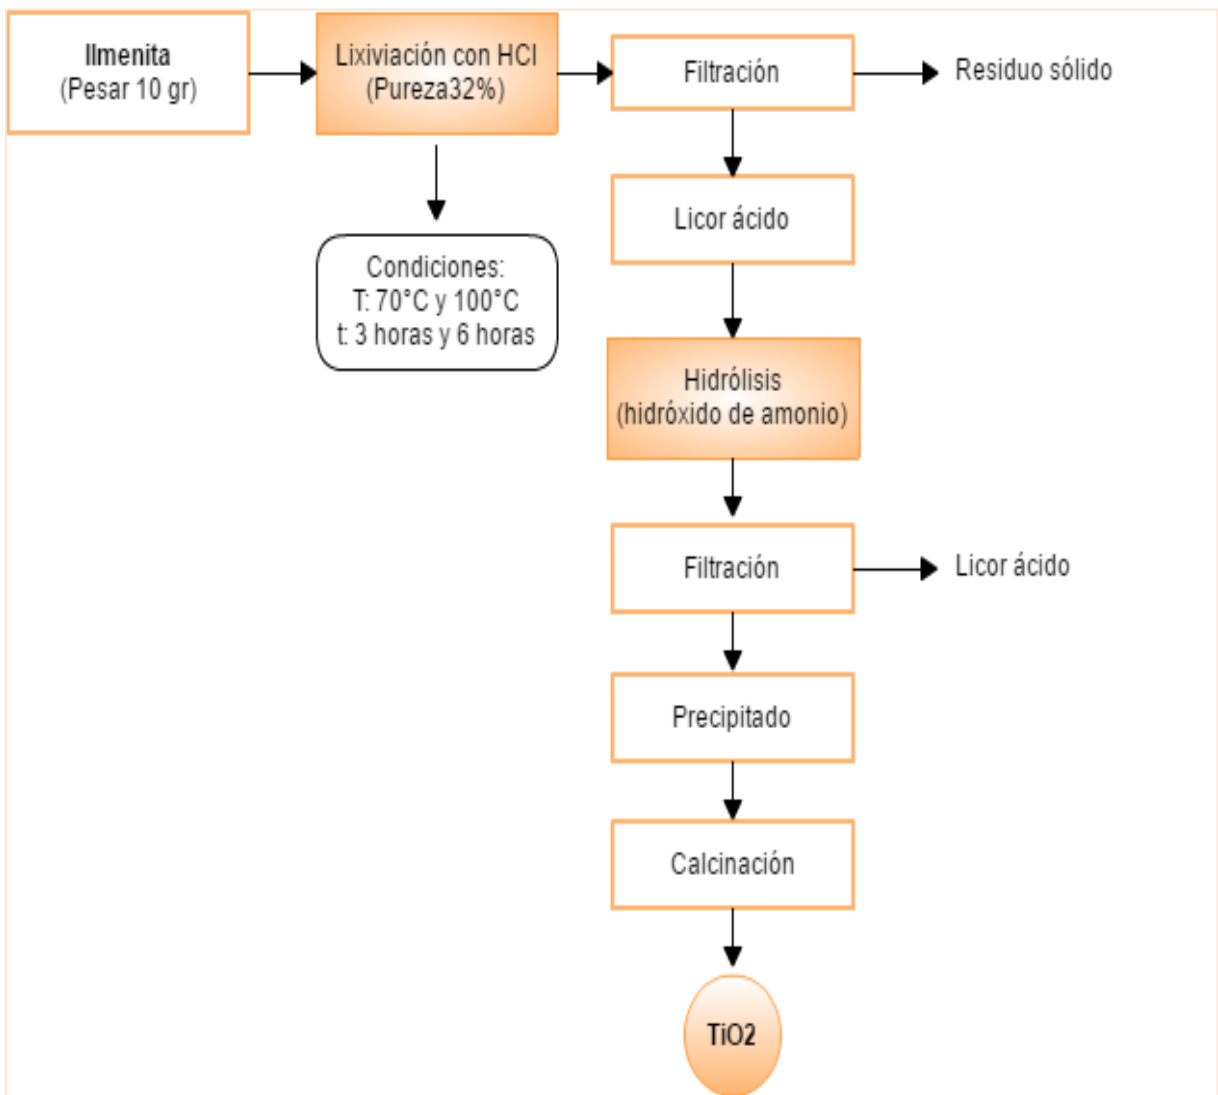 Ilmenita
(Pesar 10 gr)
Lixiviación con HCl
(Pureza32%)
Filtración
Residuo sólido
Licor ácido
Condiciones:
T: 70°C y 100°C
t: 3 horas y 6 horas
Hidrólisis
(hidróxido de amonio)
Filtración
Licor ácido
Precipitado
Calcinación
TiO2